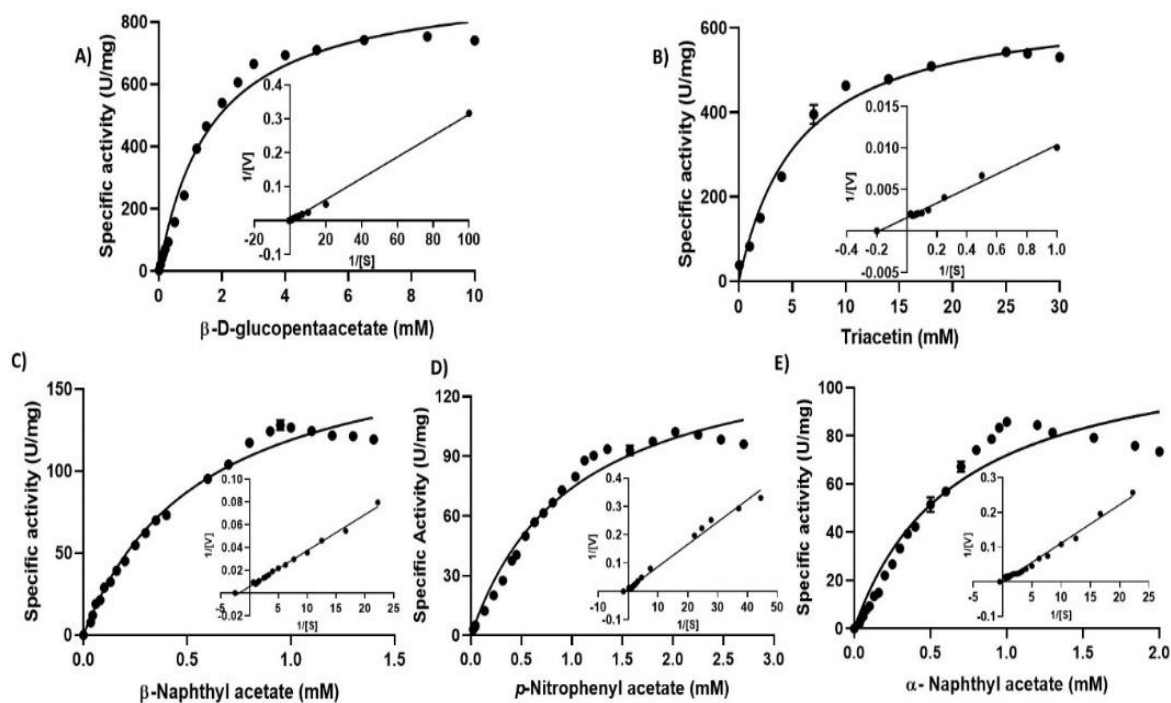 A)
Specific activity (U/mg)
800
600
400
200
0
0 2 4 6 8 10
β-D-glucopentaacetate (mM)
1/[V]
0.4
0.3
0.2
0.1
-0.1
-20 0 20 40 60 80 100
1/[S]
B)
Specific activity (U/mg)
600
400
200
0
0 5 10 15 20 25 30
Triacetin (mM)
1/[V]
0.015
0.010
0.005
-0.005
-0.4 -0.2 0.0 0.2 0.4 0.6 0.8 1.0
1/[S]
C)
Specific activity (U/mg)
150
100
50
0
0.0 0.5 1.0 1.5
β-Naphthyl acetate (mM)
1/[V]
0.10
0.08
0.06
0.04
0.02
-0.02
-5 0 5 10 15 20 25
1/[S]
D)
Specific Activity (U/mg)
120
90
60
30
0
0.0 0.5 1.0 1.5 2.0 2.5 3.0
p-Nitrophenyl acetate (mM)
1/[V]
0.4
0.3
0.2
0.1
-0.1
-10 0 10 20 30 40 50
1/[S]
E)
Specific activity (U/mg)
100
80
60
40
20
0
0.0 0.5 1.0 1.5 2.0
α- Naphthyl acetate (mM)
1/[V]
0.3
0.2
0.1
-0.1
-5 0 5 10 15 20 25
1/[S]